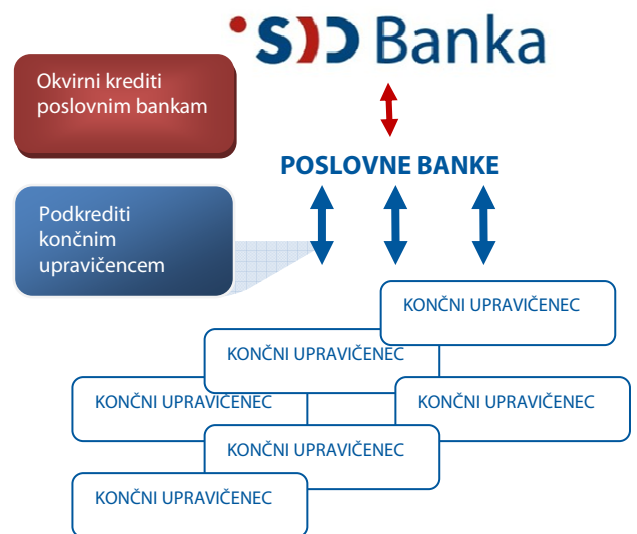 SID Banka
Okvirni krediti
poslovnim bankam
POSLOVNE BANKE
Podkrediti
končnim
upravičencem
KONČNI UPRAVIČENEC
KONČNI UPRAVIČENEC
KONČNI UPRAVIČENEC
KONČNI UPRAVIČENEC
KONČNI UPRAVIČENEC
KONČNI UPRAVIČENEC